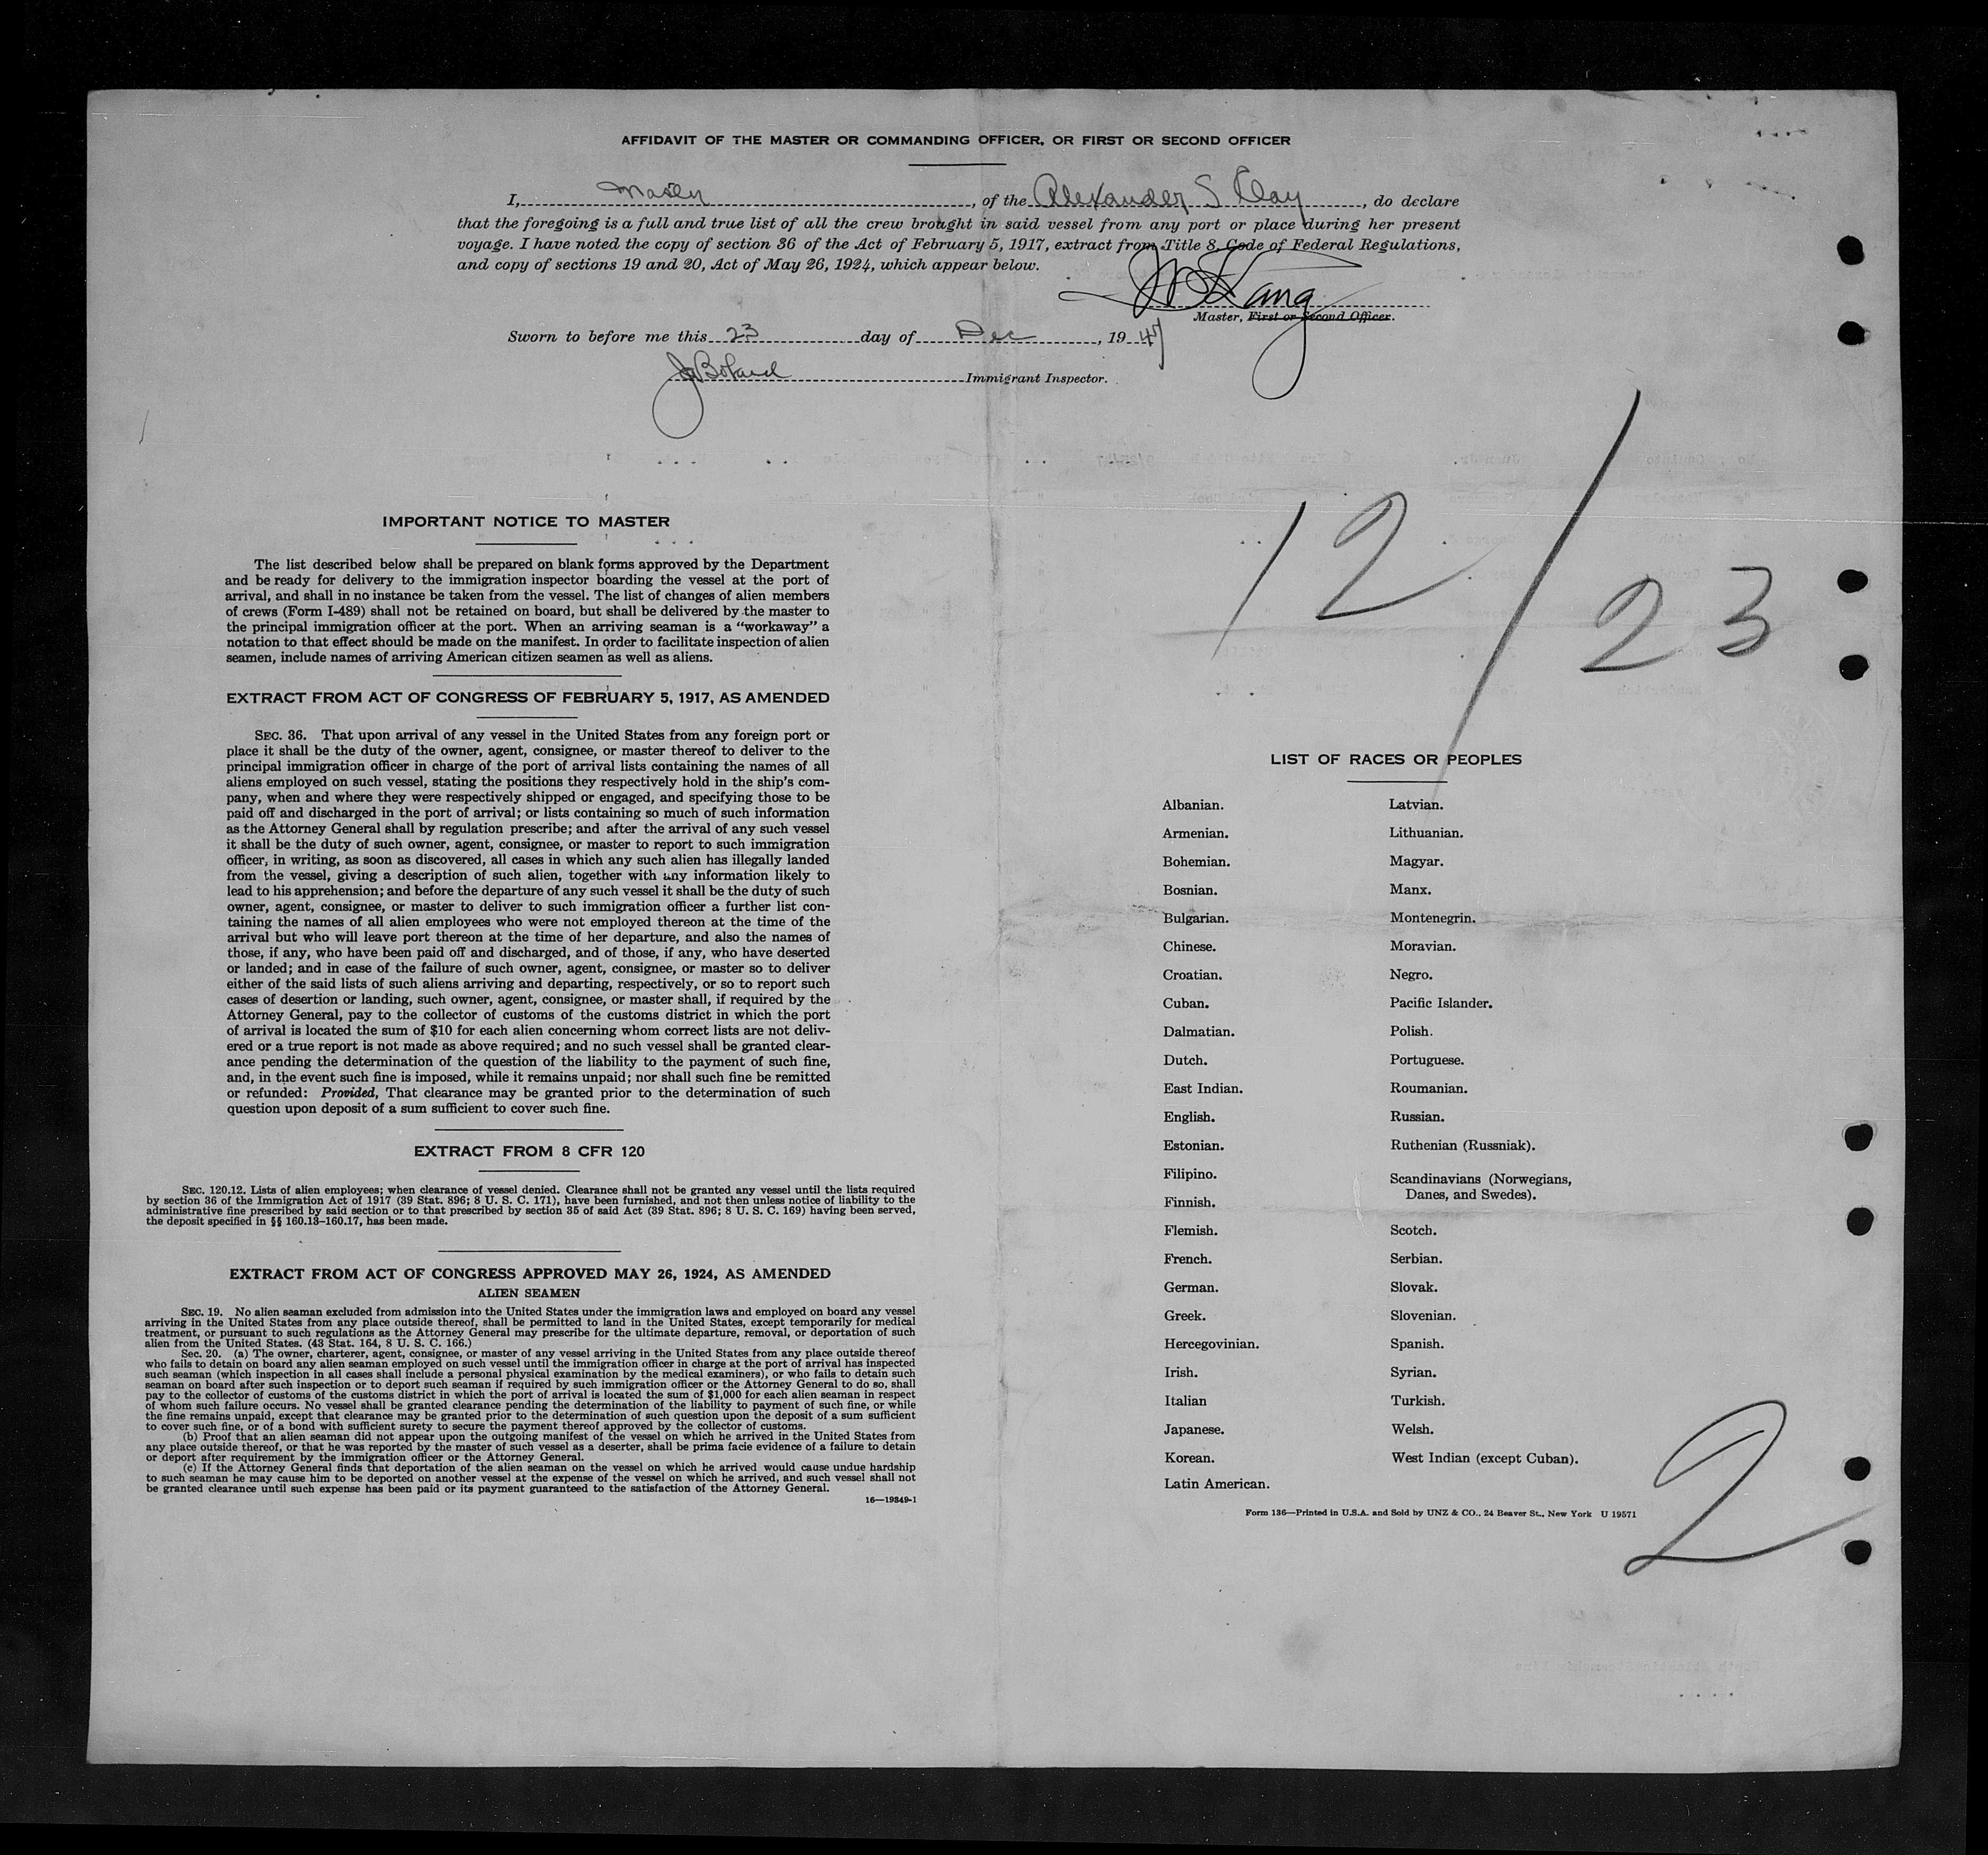 AFFIDAVIT OF THE MASTER OR COMMANDING OFFICER, OR FIRST OR SECOND OFFICER
I, Master, of the Alexander S Clay, do declare
that the foregoing is a full and true list of all the crew brought in said vessel from any port or place during her present
voyage. I have noted the copy of section 36 of the Act of February 5, 1917, extract from Title 8, Code of Federal Regulations,
and copy of sections 19 and 20, Act of May 26, 1924, which appear below.
Master, First or Second Officer.
Sworn to before me this 23 day of Dec, 1947
Immigrant Inspector.
12/23
IMPORTANT NOTICE TO MASTER
The list described below shall be prepared on blank forms approved by the Department
and be ready for delivery to the immigration inspector boarding the vessel at the port of
arrival, and shall in no instance be taken from the vessel. The list of changes of alien members
of crews (Form I-489) shall not be retained on board, but shall be delivered by the master to
the principal immigration officer at the port. When an arriving seaman is a "workaway" a
notation to that effect should be made on the manifest. In order to facilitate inspection of alien
seamen, include names of arriving American citizen seamen as well as aliens.
EXTRACT FROM ACT OF CONGRESS OF FEBRUARY 5, 1917, AS AMENDED
SEC. 36. That upon arrival of any vessel in the United States from any foreign port or
place it shall be the duty of the owner, agent, consignee, or master thereof to deliver to the
principal immigration officer in charge of the port of arrival lists containing the names of all
aliens employed on such vessel, stating the positions they respectively hold in the ship's com-
pany, when and where they were respectively shipped or engaged, and specifying those to be
paid off and discharged in the port of arrival; or lists containing so much of such information
as the Attorney General shall by regulation prescribe; and after the arrival of any such vessel
it shall be the duty of such owner, agent, consignee, or master to report to such immigration
officer, in writing, as soon as discovered, all cases in which any such alien has illegally landed
from the vessel, giving a description of such alien, together with any information likely to
lead to his apprehension; and before the departure of any such vessel it shall be the duty of such
owner, agent, consignee, or master to deliver to such immigration officer a further list con-
taining the names of all alien employees who were not employed thereon at the time of the
arrival but who will leave port thereon at the time of her departure, and also the names of
those, if any, who have been paid off and discharged, and of those, if any, who have deserted
or landed; and in case of the failure of such owner, agent, consignee, or master so to deliver
either of the said lists of such aliens arriving and departing, respectively, or so to report such
cases of desertion or landing, such owner, agent, consignee, or master shall, if required by the
Attorney General, pay to the collector of customs of the customs district in which the port
of arrival is located the sum of $10 for each alien concerning whom correct lists are not deliv-
ered or a true report is not made as above required; and no such vessel shall be granted clear-
ance pending the determination of the question of the liability to the payment of such fine,
and, in the event such fine is imposed, while it remains unpaid; nor shall such fine be remitted
or refunded: Provided, That clearance may be granted prior to the determination of such
question upon deposit of a sum sufficient to cover such fine.
EXTRACT FROM 8 CFR 120
SEC. 120.12. Lists of alien employees; when clearance of vessel denied. Clearance shall not be granted any vessel until the lists required
by section 36 of the Immigration Act of 1917 (39 Stat. 896; 8 U. S. C. 171), have been furnished, and not then unless notice of liability to the
administrative fine prescribed by said section or to that prescribed by section 35 of said Act (39 Stat. 896; 8 U. S. C. 169) having been served,
the deposit specified in §§ 160.13–160.17, has been made.
EXTRACT FROM ACT OF CONGRESS APPROVED MAY 26, 1924, AS AMENDED
ALIEN SEAMEN
SEC. 19. No alien seaman excluded from admission into the United States under the immigration laws and employed on board any vessel
arriving in the United States from any place outside thereof, shall be permitted to land in the United States, except temporarily for medical
treatment, or pursuant to such regulations as the Attorney General may prescribe for the ultimate departure, removal, or deportation of such
alien from the United States. (43 Stat. 164, 8 U. S. C. 166.)
Sec. 20. (a) The owner, charterer, agent, consignee, or master of any vessel arriving in the United States from any place outside thereof
who fails to detain on board any alien seaman employed on such vessel until the immigration officer in charge at the port of arrival has inspected
such seaman (which inspection in all cases shall include a personal physical examination by the medical examiners), or who fails to detain such
seaman on board after such inspection or to deport such seaman if required by such immigration officer or the Attorney General to do so, shall
pay to the collector of customs of the customs district in which the port of arrival is located the sum of $1,000 for each alien seaman in respect
of whom such failure occurs. No vessel shall be granted clearance pending the determination of the liability to payment of such fine, or while
the fine remains unpaid, except that clearance may be granted prior to the determination of such question upon the deposit of a sum sufficient
to cover such fine, or of a bond with sufficient surety to secure the payment thereof approved by the collector of customs.
(b) Proof that an alien seaman did not appear upon the outgoing manifest of the vessel on which he arrived in the United States from
any place outside thereof, or that he was reported by the master of such vessel as a deserter, shall be prima facie evidence of a failure to detain
or deport after requirement by the immigration officer or the Attorney General.
(c) If the Attorney General finds that deportation of the alien seaman on the vessel on which he arrived would cause undue hardship
to such seaman he may cause him to be deported on another vessel at the expense of the vessel on which he arrived, and such vessel shall not
be granted clearance until such expense has been paid or its payment guaranteed to the satisfaction of the Attorney General.
16—19849-1
LIST OF RACES OR PEOPLES
Albanian.
Armenian.
Bohemian.
Bosnian.
Bulgarian.
Chinese.
Croatian.
Cuban.
Dalmatian.
Dutch.
East Indian.
English.
Estonian.
Filipino.
Finnish.
Flemish.
French.
German.
Greek.
Hercegovinian.
Irish.
Italian
Japanese.
Korean.
Latin American.
Latvian.
Lithuanian.
Magyar.
Manx.
Montenegrin.
Moravian.
Negro.
Pacific Islander.
Polish.
Portuguese.
Roumanian.
Russian.
Ruthenian (Russniak).
Scandinavians (Norwegians,
Danes, and Swedes).
Scotch.
Serbian.
Slovak.
Slovenian.
Spanish.
Syrian.
Turkish.
Welsh.
West Indian (except Cuban).
2
Form 136—Printed in U.S.A. and Sold by UNZ & CO., 24 Beaver St., New York U 19571